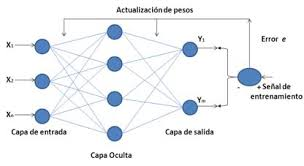 Actualización de pesos
X1
Y1
Error e
X2
- + Señal de
entrenamiento
Xn
Ym
Capa de entrada
Capa de salida
Capa Oculta